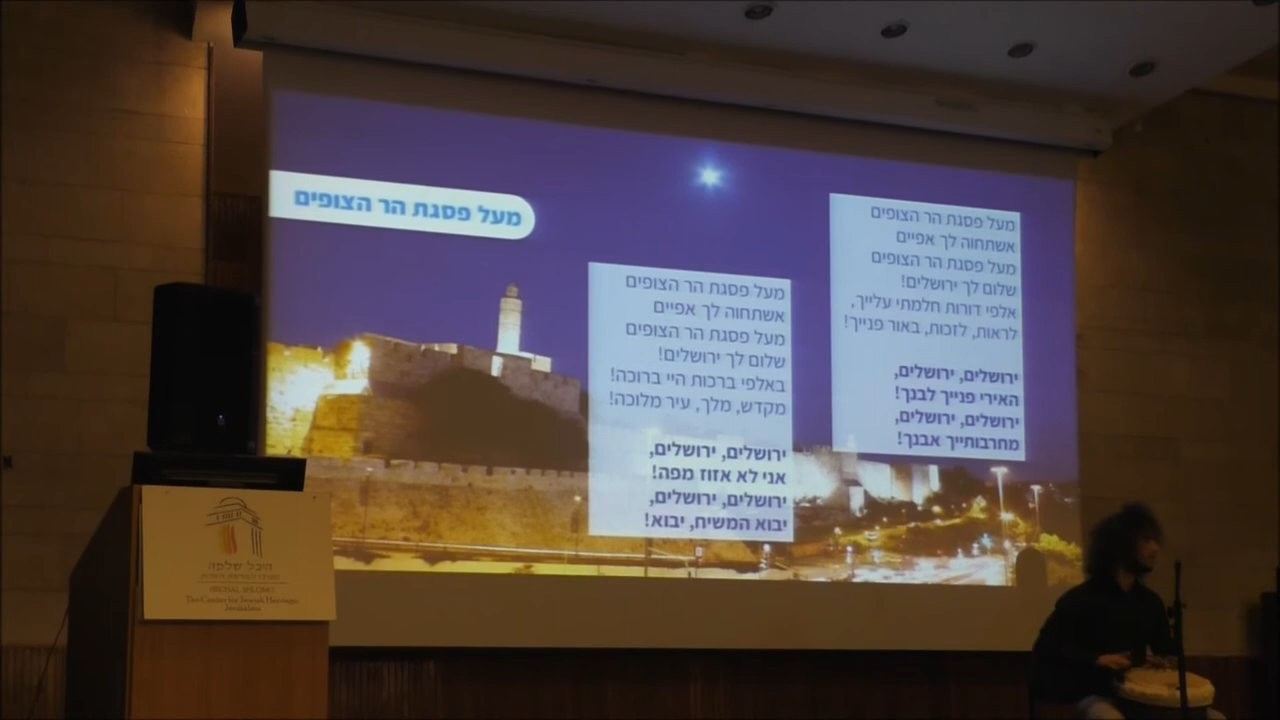 מעל פסגת הר הצופים
מעל פסגת הר הצופים
אשתחוה לך אפיים
מעל פסגת הר הצופים
שלום לך ירושלים!
אלפי דורות חלמתי עלייך,
לראות, לזכות, באור פנייך!
ירושלים, ירושלים,
האירי פנייך לבנך!
ירושלים, ירושלים,
מחרבותייך אבנך!
מעל פסגת הר הצופים
אשתחוה לך אפיים
מעל פסגת הר הצופים
שלום לך ירושלים!
באלפי ברכות היי ברוכה!
מקדש, מלך, עיר מלוכה!
ירושלים, ירושלים,
אני לא אזוז מפה!
ירושלים, ירושלים,
יבוא המשיח, יבוא!
היכל שלמה
HECHAL SHLOMO
The Center for Jewish Heritage
Jerusalem